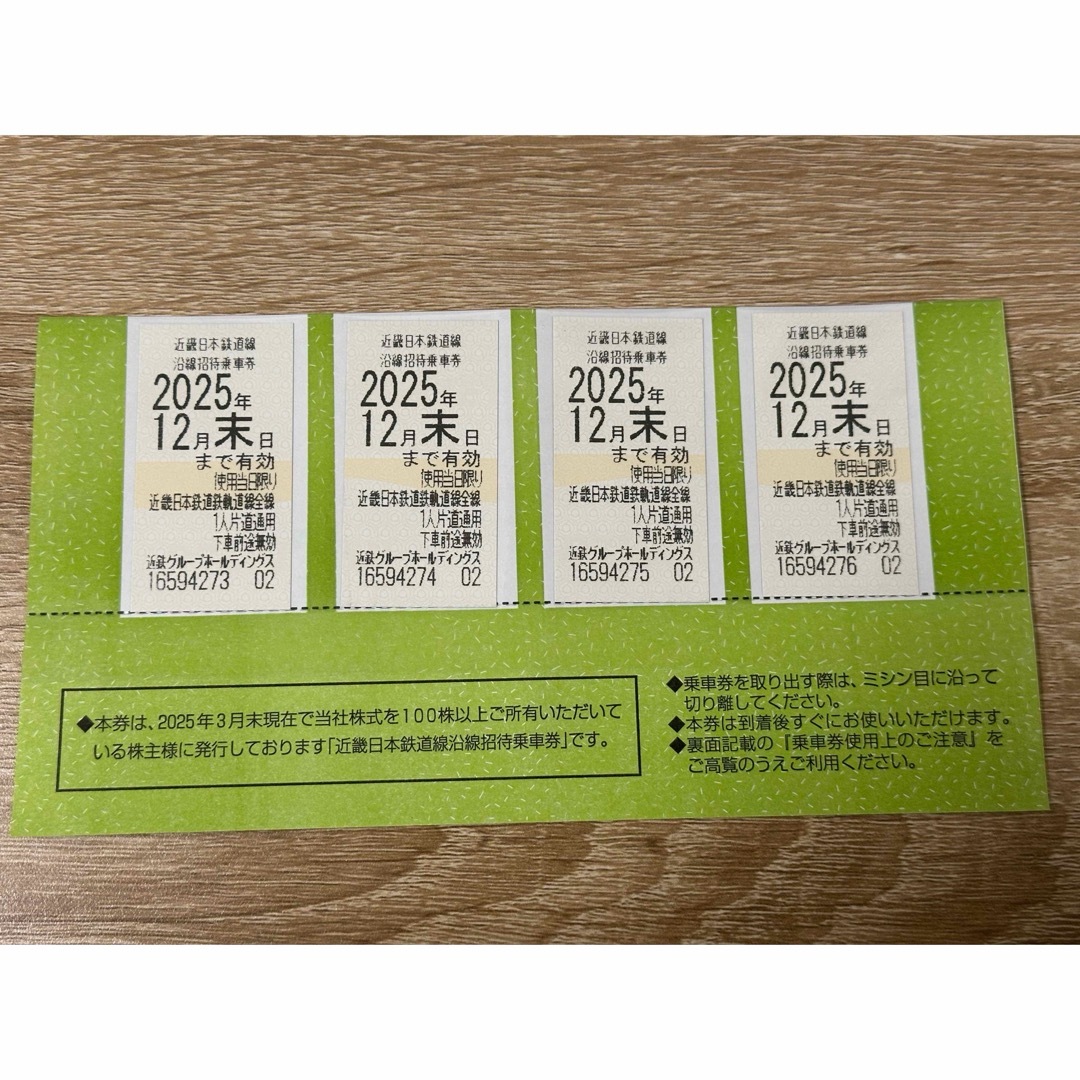 近畿日本鉄道線
沿線招待乗車券
2025年
12月末日
まで有効
使用当日限り
近畿日本鉄道鉄軌道線全線
1人片道通用
下車前途無効
近鉄グループホールディングス
16594273 02
近畿日本鉄道線
沿線招待乗車券
2025年
12月末日
まで有効
使用当日限り
近畿日本鉄道鉄軌道線全線
1人片道通用
下車前途無効
近鉄グループホールディングス
16594274 02
近畿日本鉄道線
沿線招待乗車券
2025年
12月末日
まで有効
使用当日限り
近畿日本鉄道鉄軌道線全線
1人片道通用
下車前途無効
近鉄グループホールディングス
16594275 02
近畿日本鉄道線
沿線招待乗車券
2025年
12月末日
まで有効
使用当日限り
近畿日本鉄道鉄軌道線全線
1人片道通用
下車前途無効
近鉄グループホールディングス
16594276 02
◆本券は、2025年3月末現在で当社株式を100株以上ご所有いただいて
いる株主様に発行しております「近畿日本鉄道線沿線招待乗車券」です。
◆乗車券を取り出す際は、ミシン目に沿って
切り離してください。
◆本券は到着後すぐにお使いいただけます。
◆裏面記載の『乗車券使用上のご注意』を
ご高覧のうえご利用ください。